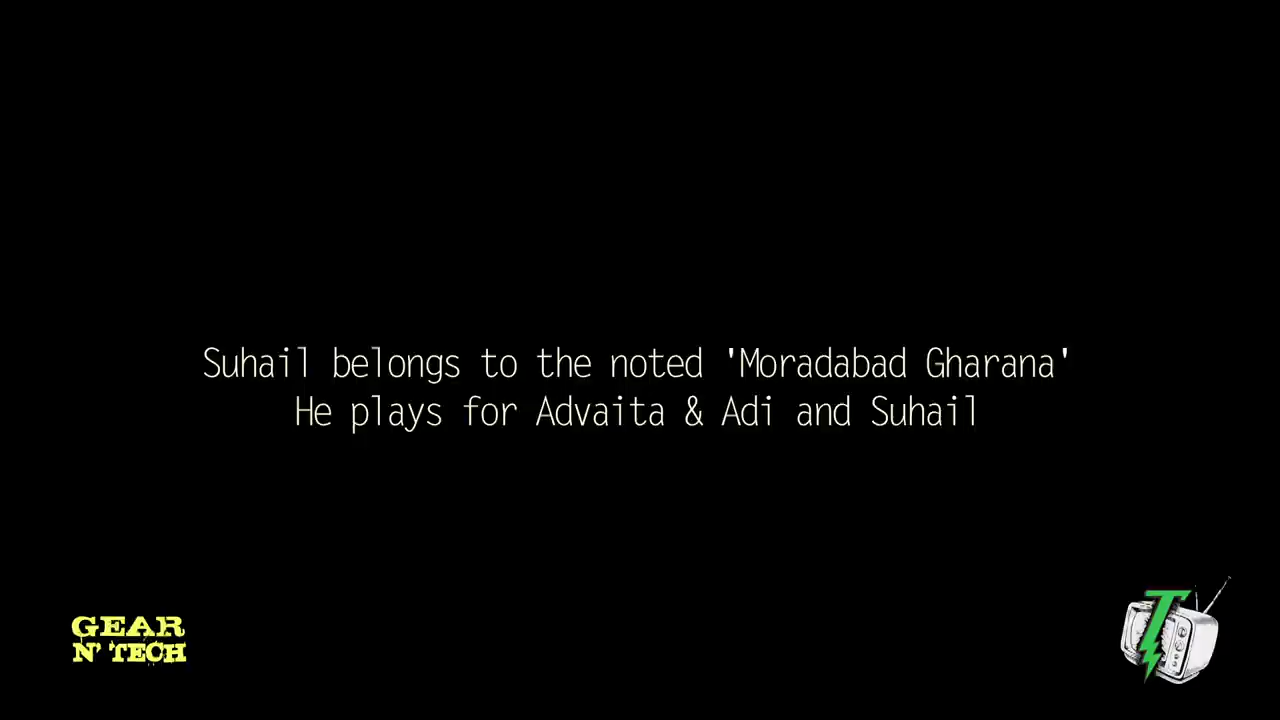 Suhail belongs to the noted 'Moradabad Gharana'
He plays for Advaita & Adi and Suhail
GEAR
N' TECH
T